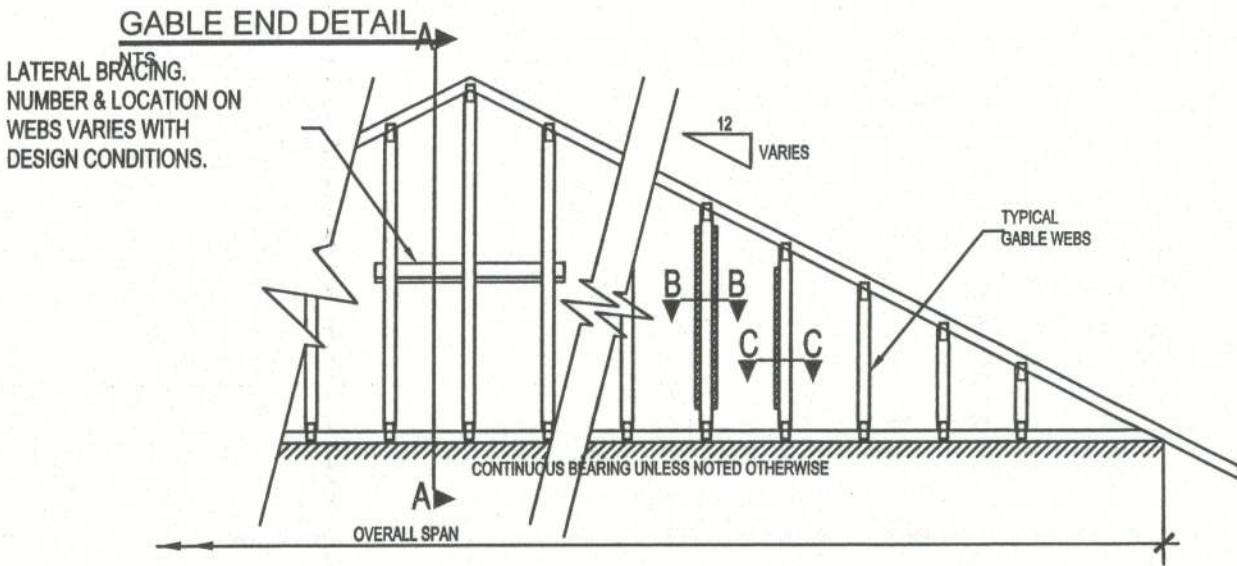 GABLE END DETAIL
NTS
LATERAL BRACING.
NUMBER & LOCATION ON
WEBS VARIES WITH
DESIGN CONDITIONS.
A
12
VARIES
TYPICAL
GABLE WEBS
B B
C C
CONTINUOUS BEARING UNLESS NOTED OTHERWISE
A
OVERALL SPAN